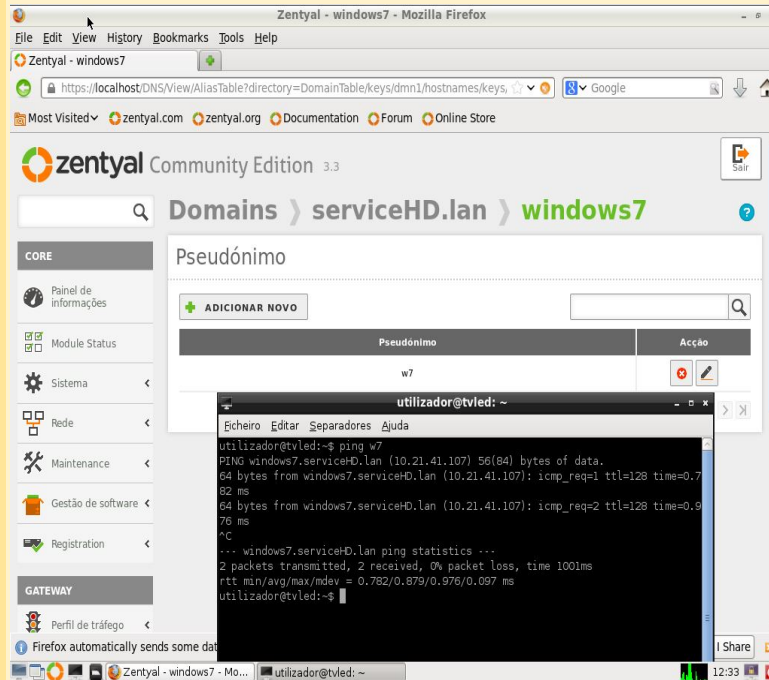 Zentyal - windows7 - Mozilla Firefox
File Edit View History Bookmarks Tools Help
Zentyal - windows7
https://localhost/DNS/View/AliasTable?directory=DomainTable/keys/dmn1/hostnames/keys,
Google
Most Visited zentyal.com zentyal.org Documentation Forum Online Store
zentyal Community Edition 3.3
Sair
Domains serviceHD.lan windows7
?
CORE
Painel de informações
Module Status
Sistema
Rede
Maintenance
Gestão de software
Registration
GATEWAY
Perfil de tráfego
Pseudónimo
ADICIONAR NOVO
Pseudónimo Acção
w7
utilizador@tvled: ~
Ficheiro Editar Separadores Ajuda
utilizador@tvled:~$ ping w7
PING windows7.serviceHD.lan (10.21.41.107) 56(84) bytes of data.
64 bytes from windows7.serviceHD.lan (10.21.41.107): icmp_req=1 ttl=128 time=0.7
82 ms
64 bytes from windows7.serviceHD.lan (10.21.41.107): icmp_req=2 ttl=128 time=0.9
76 ms
^C
--- windows7.serviceHD.lan ping statistics ---
2 packets transmitted, 2 received, 0% packet loss, time 1001ms
rtt min/avg/max/mdev = 0.782/0.879/0.976/0.097 ms
utilizador@tvled:~$
Firefox automatically sends some dat
I Share
Zentyal - windows7 - Mo...
utilizador@tvled: ~
12:33